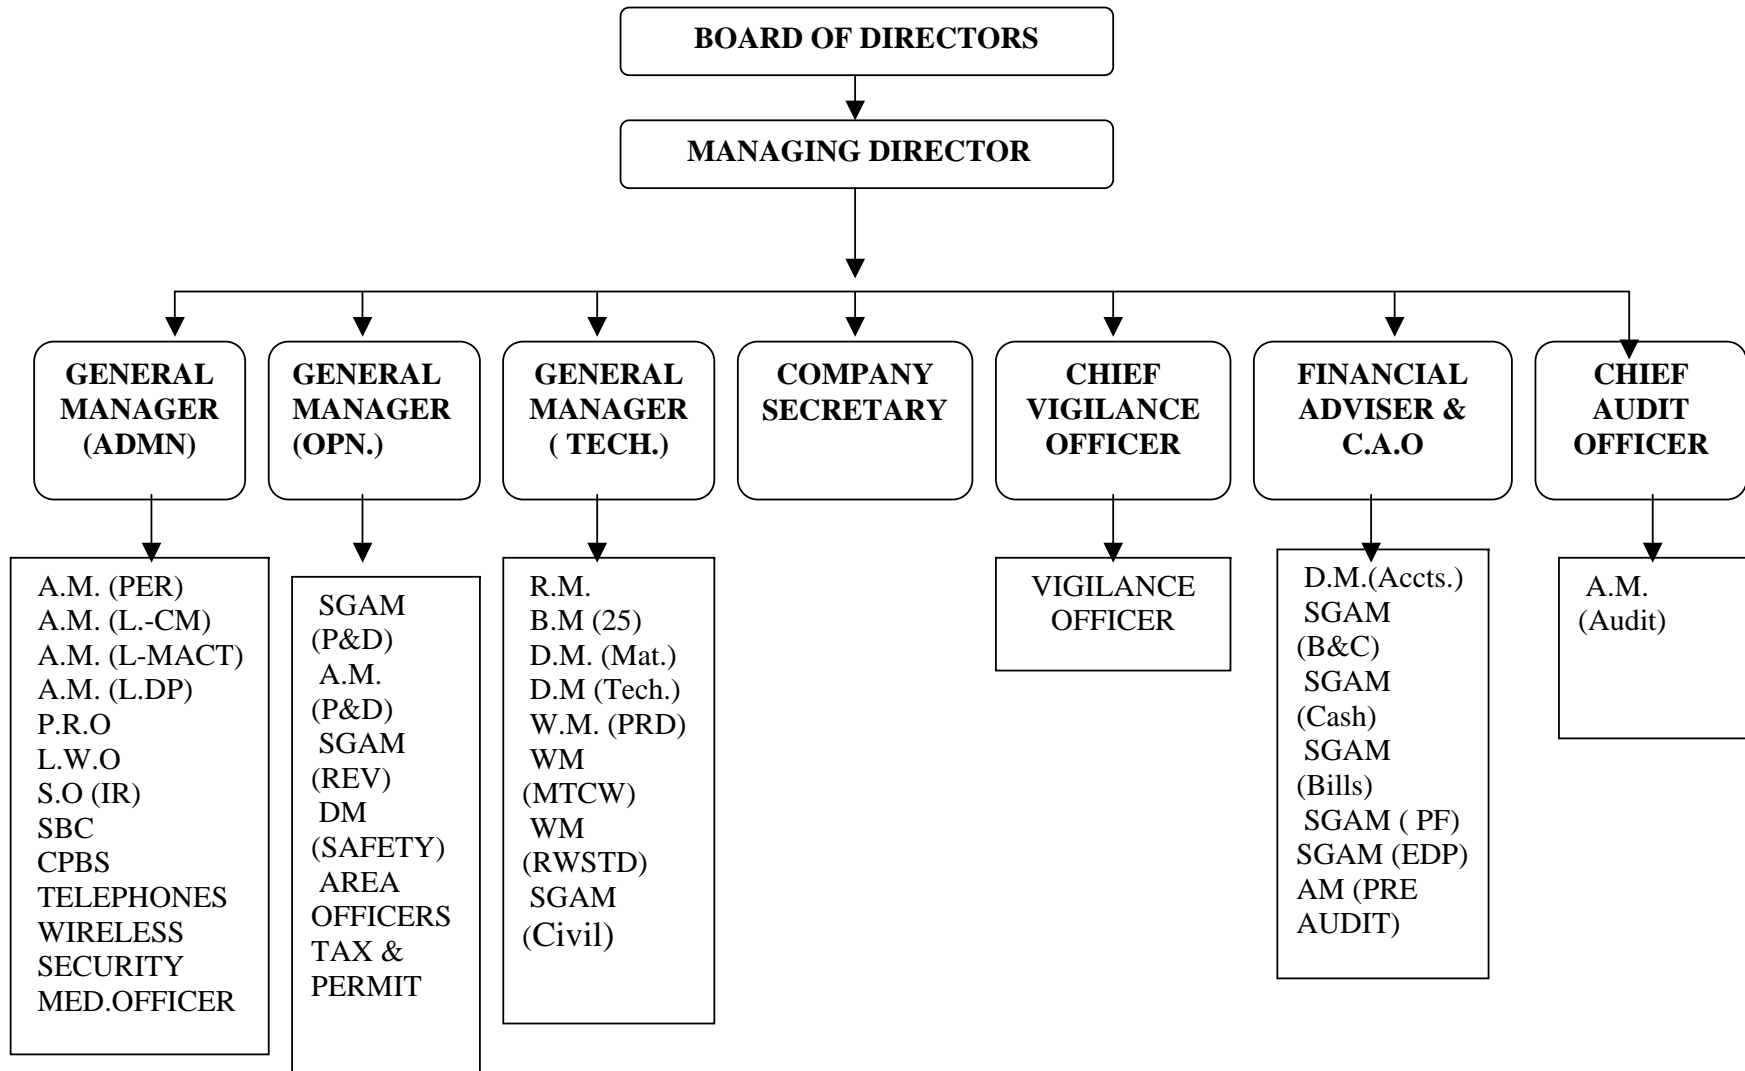 BOARD OF DIRECTORS
MANAGING DIRECTOR
GENERAL
MANAGER
(ADMN)
GENERAL
MANAGER
(OPN.)
GENERAL
MANAGER
( TECH.)
COMPANY
SECRETARY
CHIEF
VIGILANCE
OFFICER
FINANCIAL
ADVISER &
C.A.O
CHIEF
AUDIT
OFFICER
A.M. (PER)
A.M. (L.-CM)
A.M. (L-MACT)
A.M. (L.DP)
P.R.O
L.W.O
S.O (IR)
SBC
CPBS
TELEPHONES
WIRELESS
SECURITY
MED.OFFICER
SGAM
(P&D)
A.M.
(P&D)
SGAM
(REV)
DM
(SAFETY)
AREA
OFFICERS
TAX &
PERMIT
R.M.
B.M (25)
D.M. (Mat.)
D.M (Tech.)
W.M. (PRD)
WM
(MTCW)
WM
(RWSTD)
SGAM
(Civil)
VIGILANCE
OFFICER
D.M.(Accts.)
SGAM
(B&C)
SGAM
(Cash)
SGAM
(Bills)
SGAM ( PF)
SGAM (EDP)
AM (PRE
AUDIT)
A.M.
(Audit)